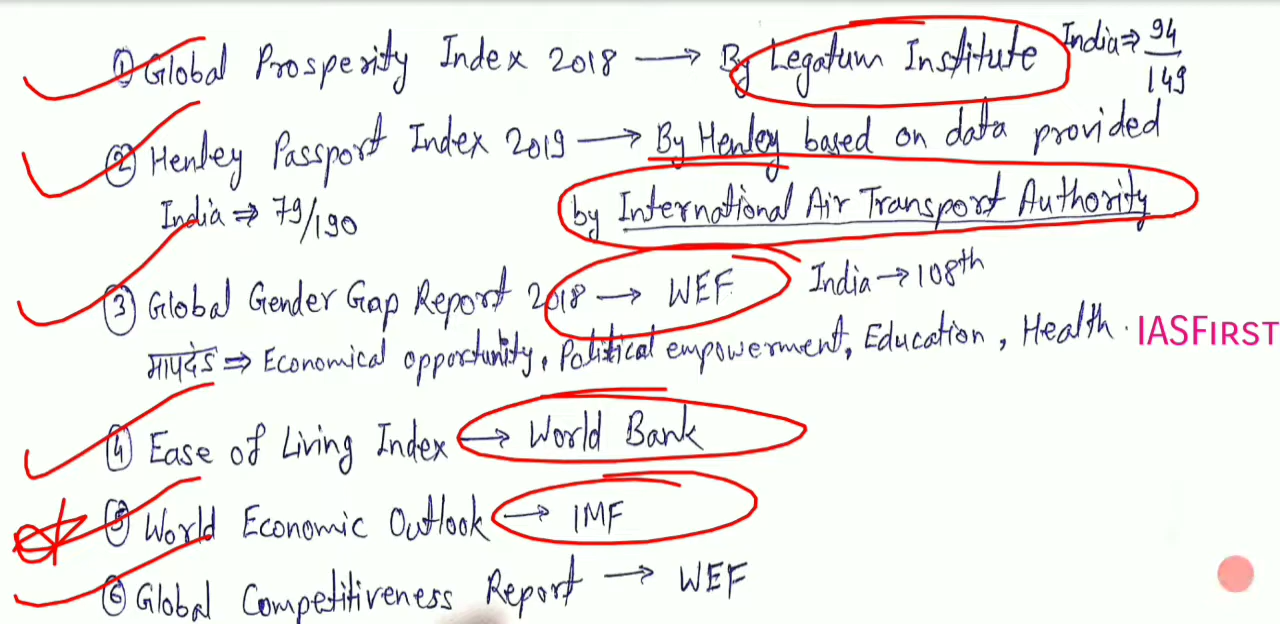 ① Global Prosperity Index 2018 → By Legatum Institute India ⇒ 94/149
② Henley Passport Index 2019 → By Henley based on data provided
India ⇒ 79/190 by International Air Transport Authority
③ Global Gender Gap Report 2018 → WEF India → 108th
मापदंड ⇒ Economical opportunity, Political empowerment, Education, Health.
IASFIRST
④ Ease of Living Index → World Bank
⑤ World Economic Outlook → IMF
⑥ Global Competitiveness Report → WEF